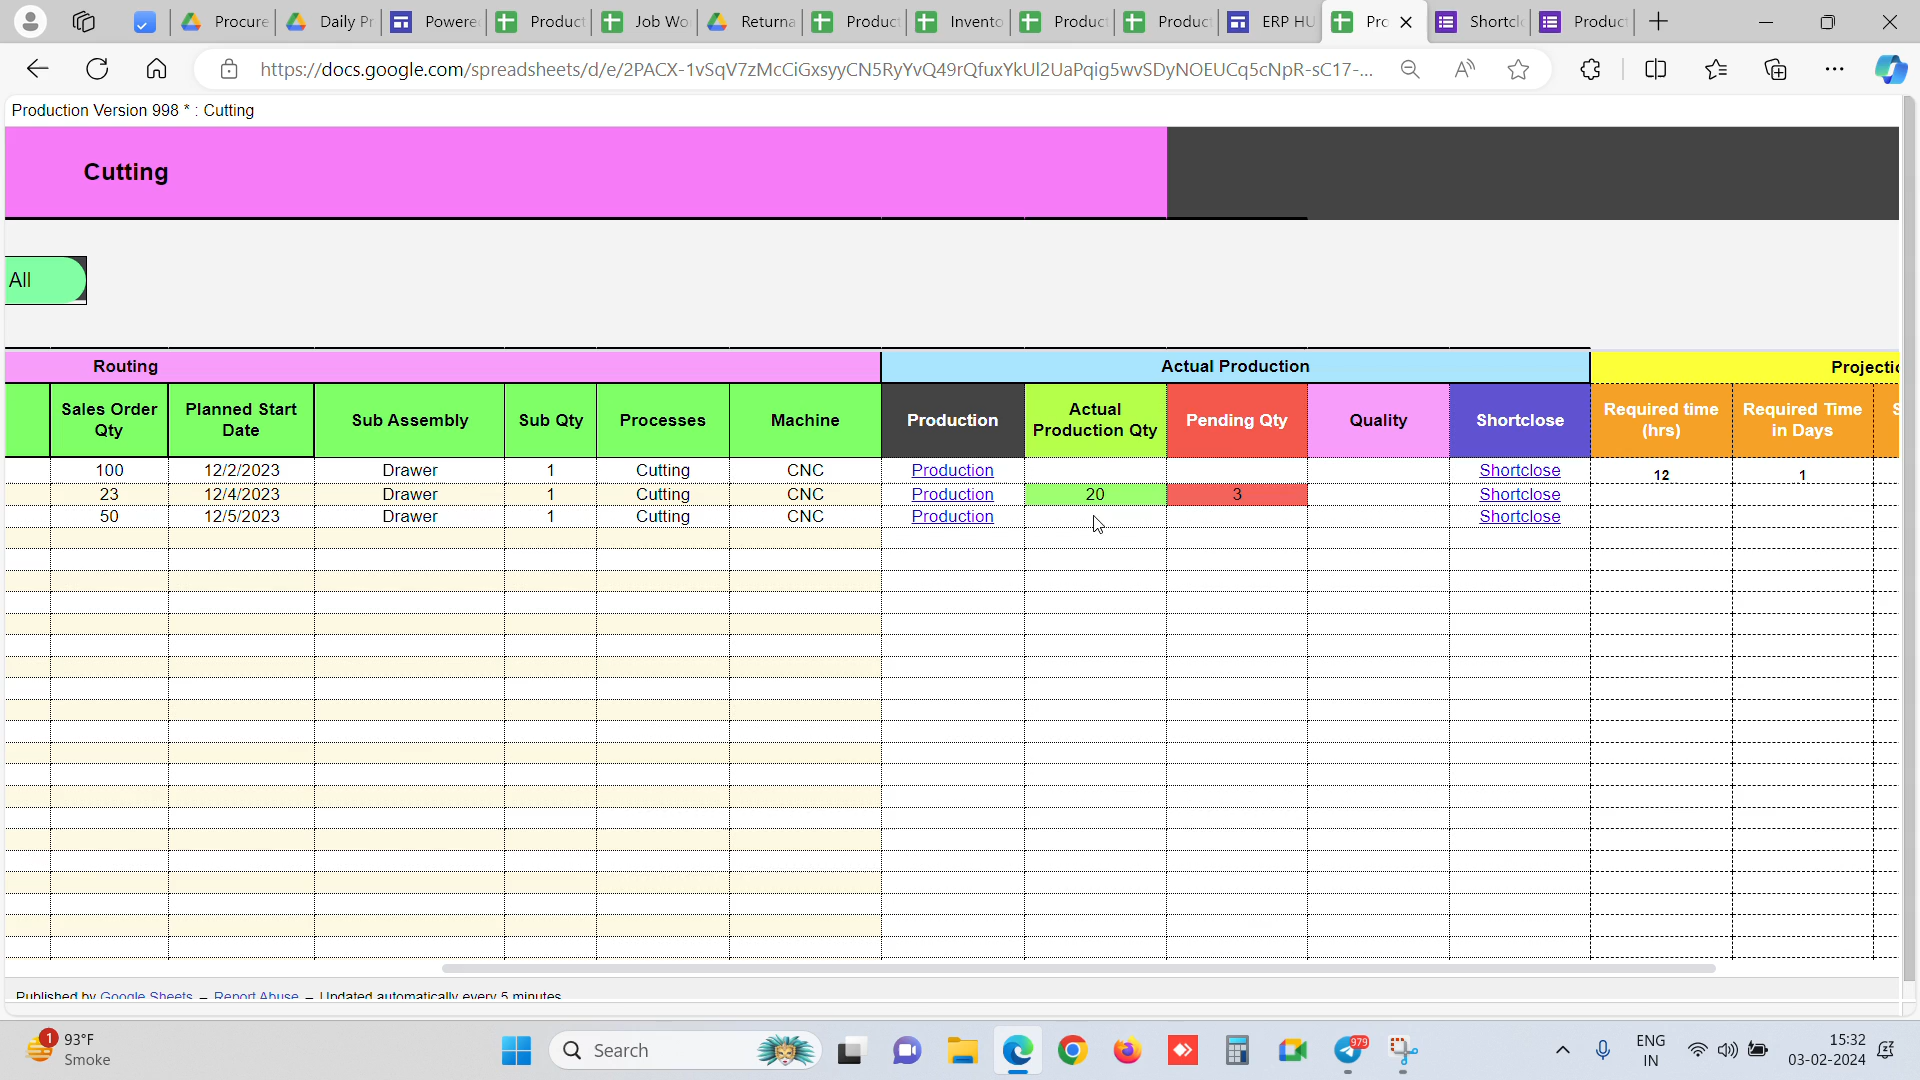 Procure
Daily Pr
Powere
Product
Job Wo
Returna
Product
Invento
Product
Product
ERP HU
Pro
Shortcl
Product
https://docs.google.com/spreadsheets/d/e/2PACX-1vSqV7zMcCiGxsyyCN5RyYvQ49rQfuxYkUl2UaPqig5wvSDyNOEUCq5cNpR-sC17-...
Production Version 998 * : Cutting
Cutting
All
Routing
Actual Production
Projectio
Sales Order Qty
Planned Start Date
Sub Assembly
Sub Qty
Processes
Machine
Production
Actual Production Qty
Pending Qty
Quality
Shortclose
Required time (hrs)
Required Time in Days
S
100 12/2/2023 Drawer 1 Cutting CNC Production Shortclose 12 1
23 12/4/2023 Drawer 1 Cutting CNC Production 20 3 Shortclose
50 12/5/2023 Drawer 1 Cutting CNC Production Shortclose
Published by Google Sheets – Report Abuse – Updated automatically every 5 minutes
1
93°F
Smoke
Search
979
ENG
IN
15:32
03-02-2024